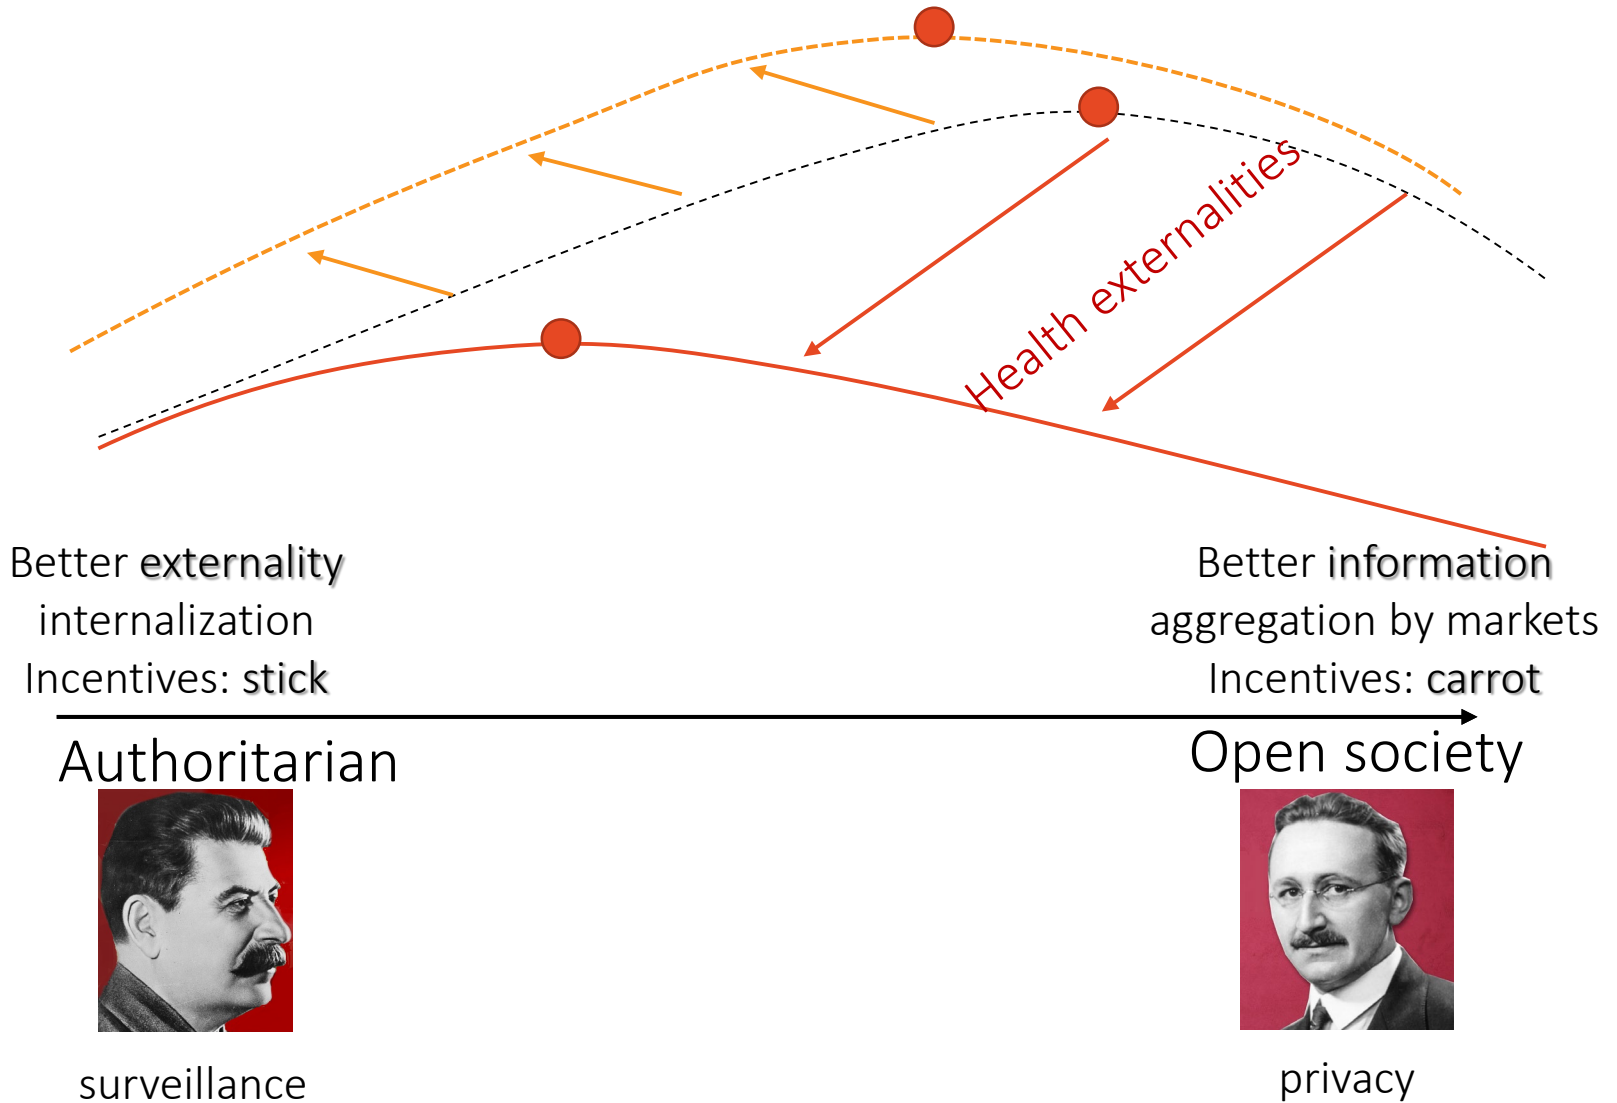 Health externalities
Better externality
internalization
Incentives: stick
Better information
aggregation by markets
Incentives: carrot
Authoritarian
Open society
surveillance
privacy